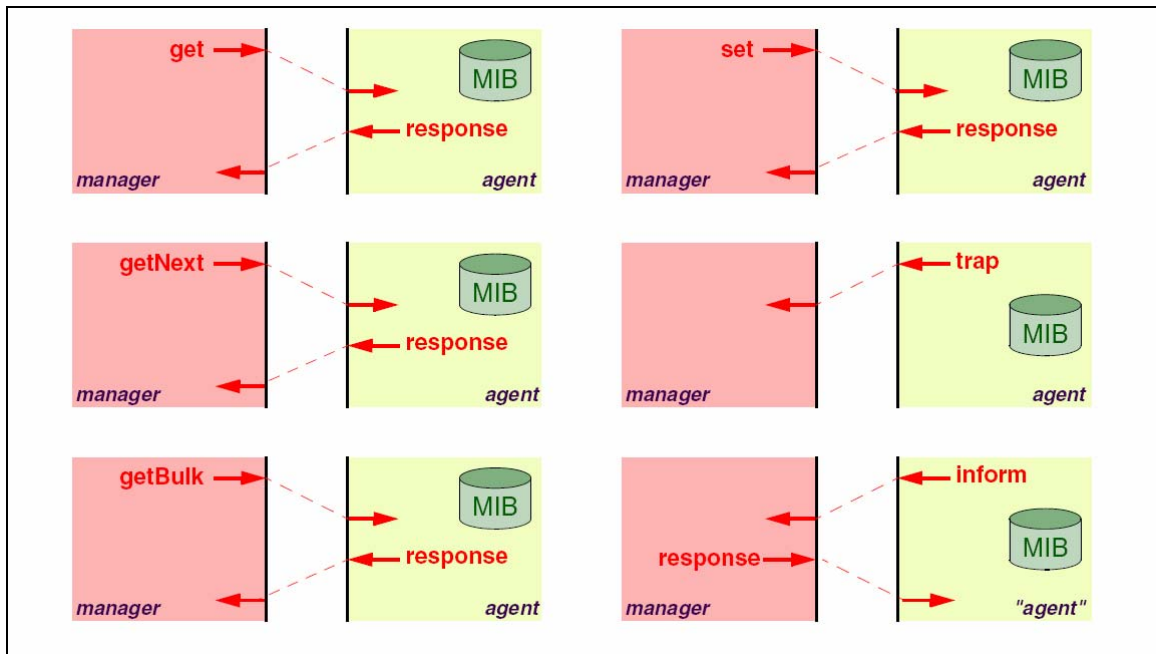 get
MIB
response
manager
agent
set
MIB
response
manager
agent
getNext
MIB
response
manager
agent
trap
MIB
manager
agent
getBulk
MIB
response
manager
agent
inform
MIB
response
manager
"agent"